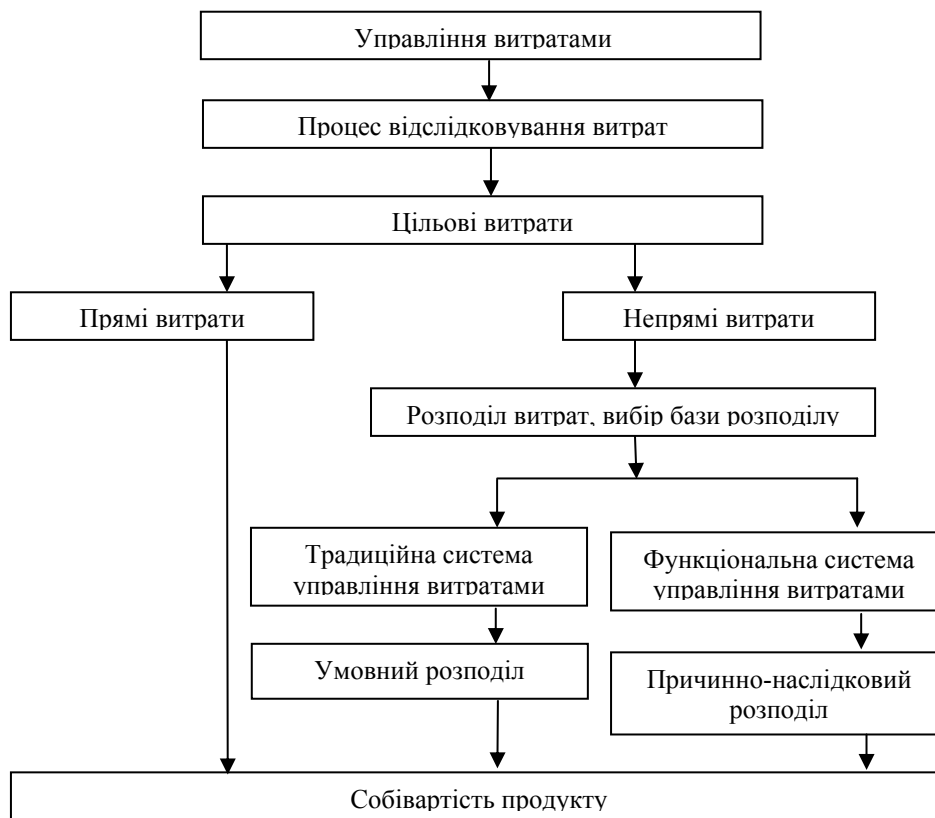 Управління витратами
Процес відслідковування витрат
Цільові витрати
Прямі витрати
Непрямі витрати
Розподіл витрат, вибір бази розподілу
Традиційна система
управління витратами
Функціональна система
управління витратами
Умовний розподіл
Причинно-наслідковий
розподіл
Собівартість продукту